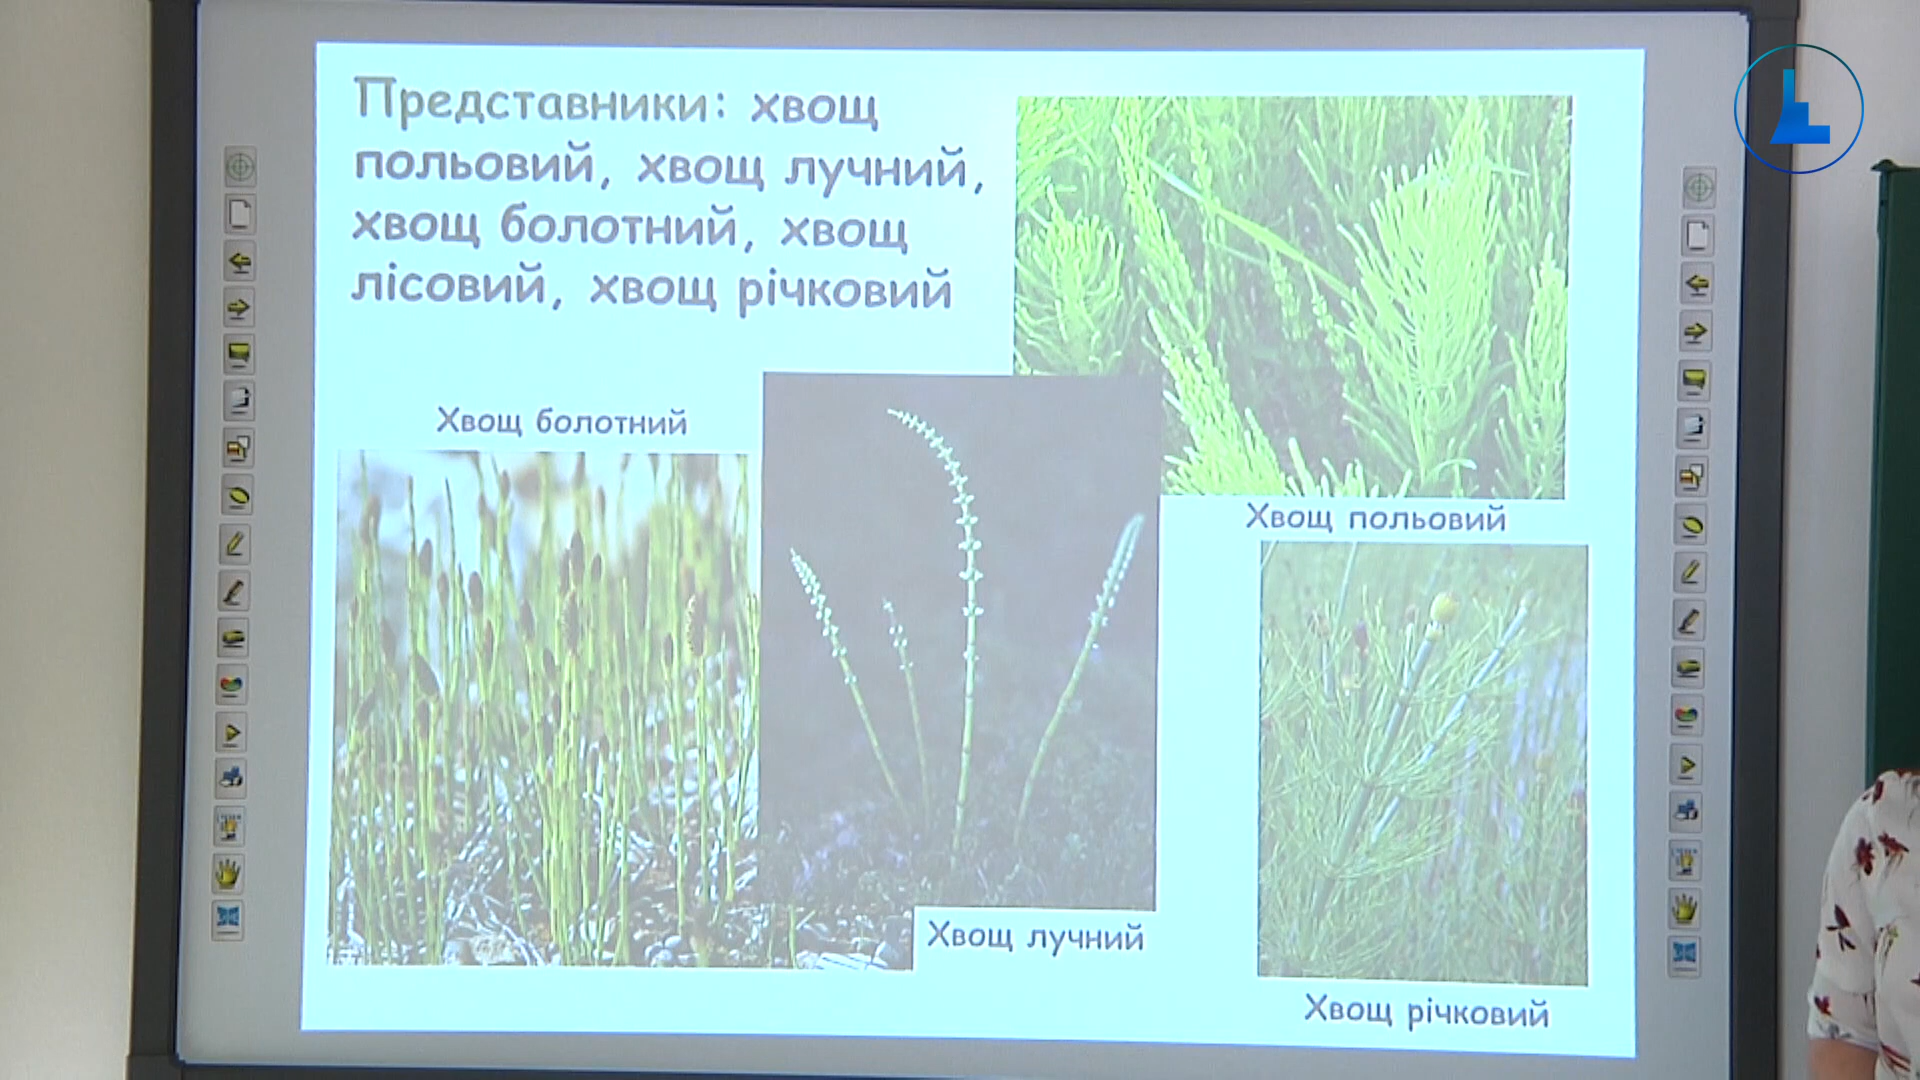 Представники: хвощ
польовий, хвощ лучний,
хвощ болотний, хвощ
лісовий, хвощ річковий
Хвощ болотний
Хвощ польовий
Хвощ лучний
Хвощ річковий